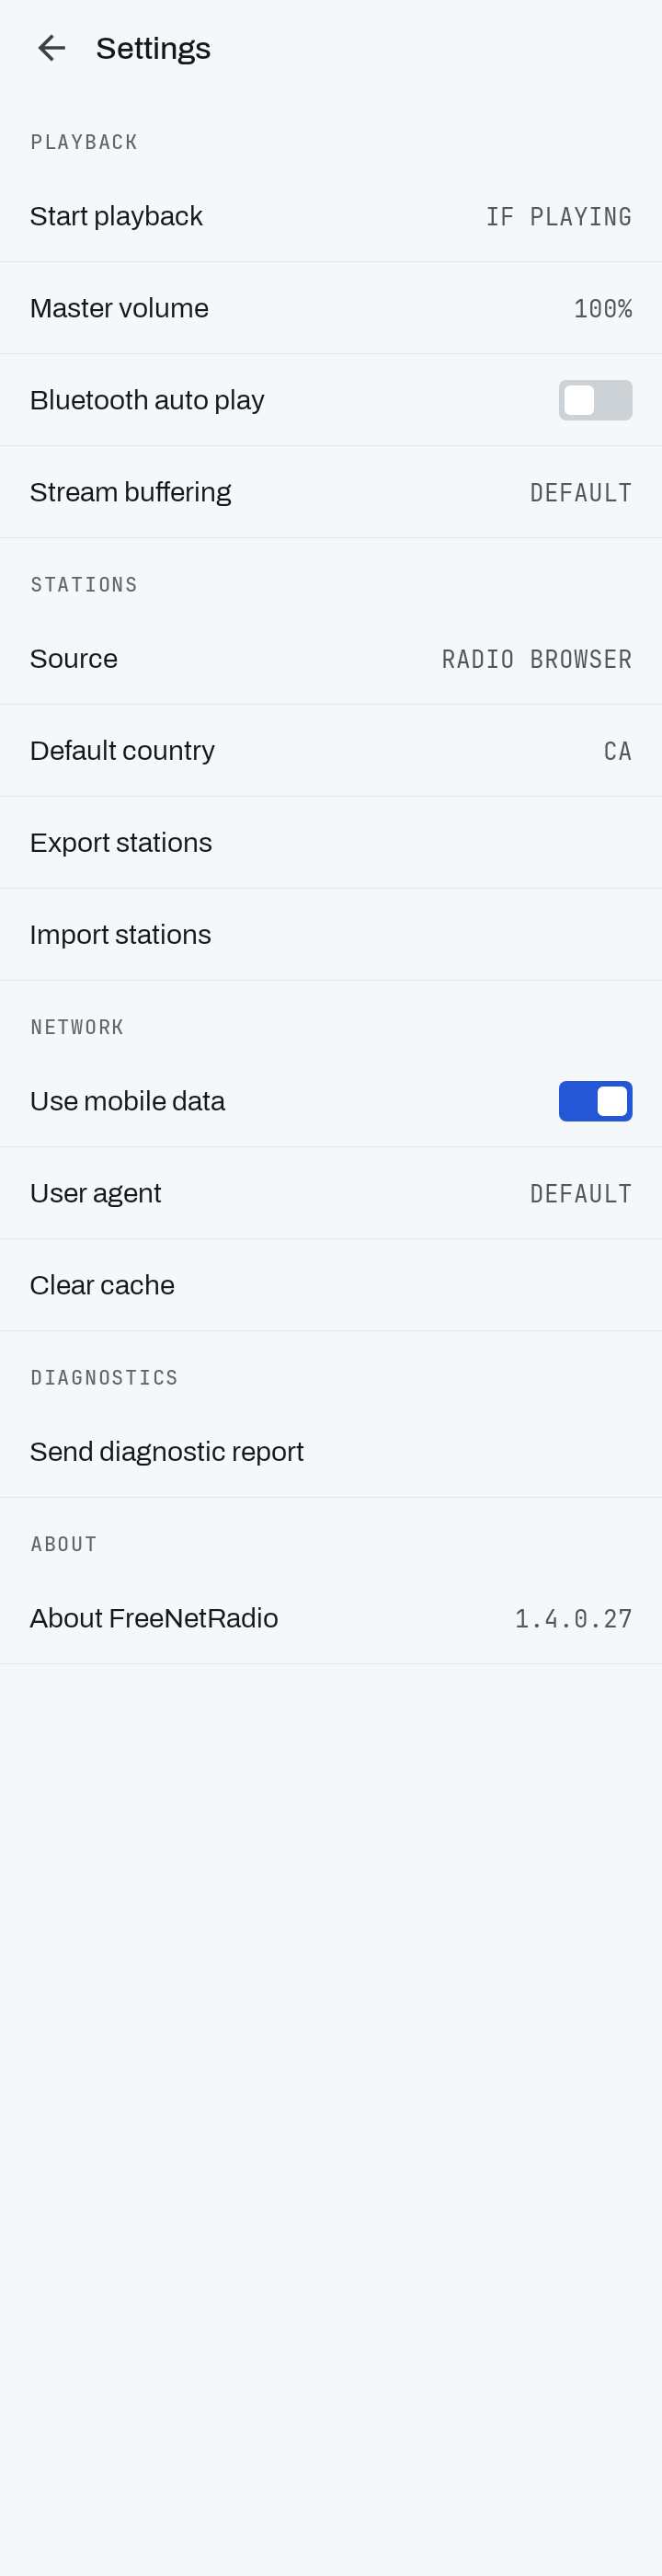 Settings
PLAYBACK
Start playback IF PLAYING
Master volume 100%
Bluetooth auto play
Stream buffering DEFAULT
STATIONS
Source RADIO BROWSER
Default country CA
Export stations
Import stations
NETWORK
Use mobile data
User agent DEFAULT
Clear cache
DIAGNOSTICS
Send diagnostic report
ABOUT
About FreeNetRadio 1.4.0.27